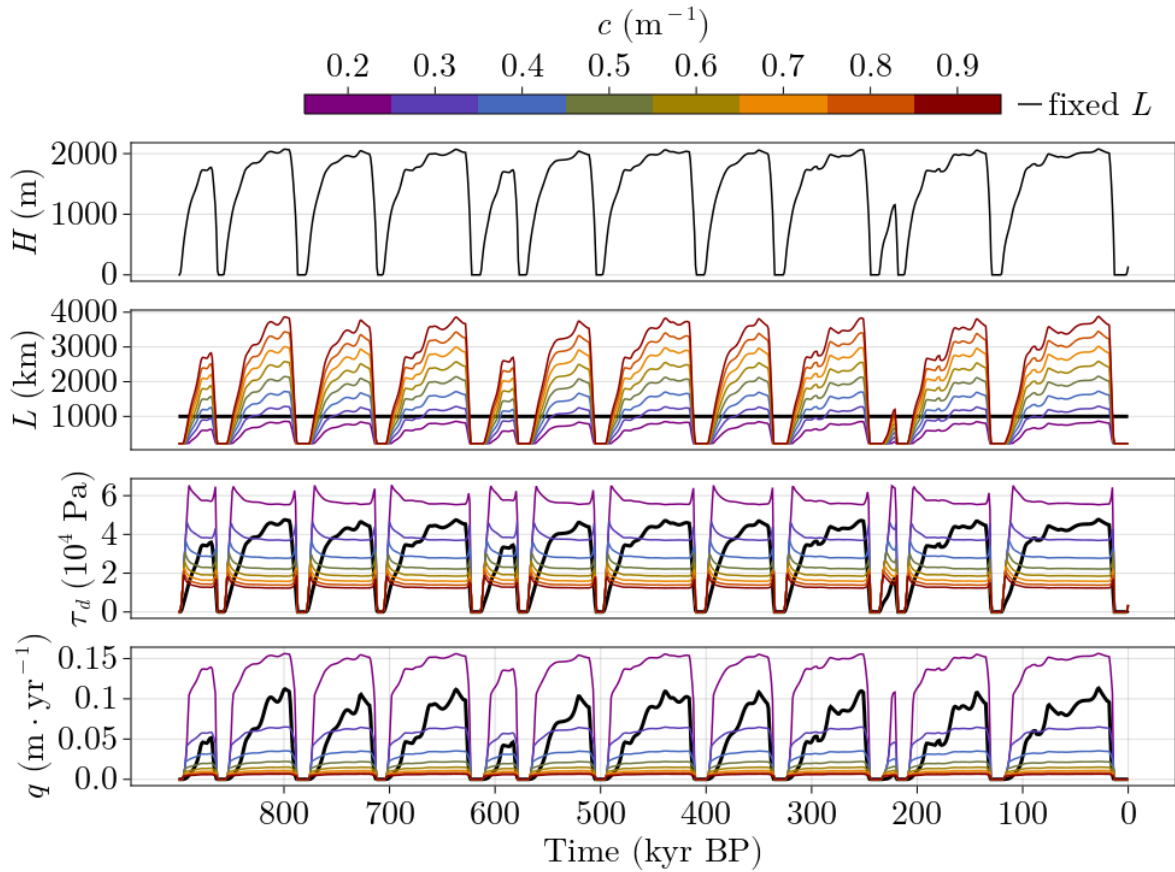 c (m⁻¹)
0.2 0.3 0.4 0.5 0.6 0.7 0.8 0.9
fixed L
H (m)
2000
1000
0
L (km)
4000
3000
2000
1000
τ_d (10⁴ Pa)
6
4
2
0
q (m · yr⁻¹)
0.15
0.1
0.05
0.0
800 700 600 500 400 300 200 100 0
Time (kyr BP)